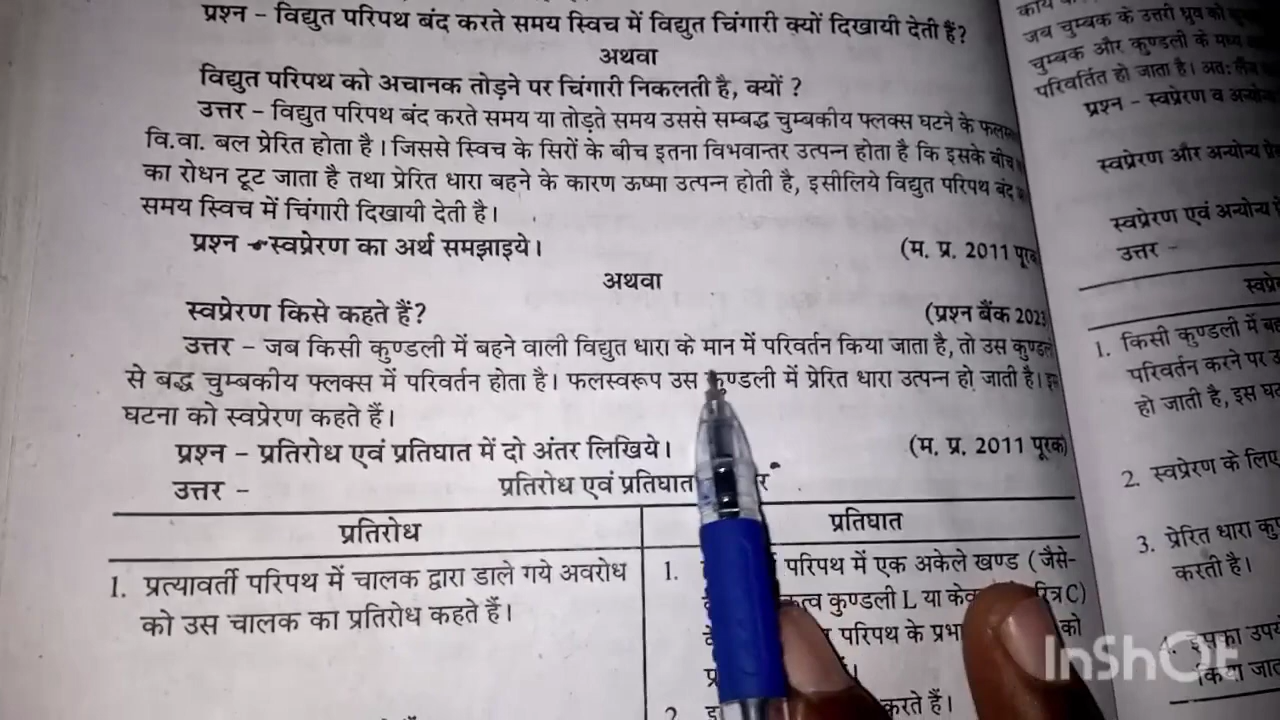 प्रश्न – विद्युत परिपथ बंद करते समय स्विच में विद्युत चिंगारी क्यों दिखायी देती हैं?
अथवा
विद्युत परिपथ को अचानक तोड़ने पर चिंगारी निकलती है, क्यों ?
उत्तर – विद्युत परिपथ बंद करते समय या तोड़ते समय उससे सम्बद्ध चुम्बकीय फ्लक्स घटने के
वि.वा. बल प्रेरित होता है। जिससे स्विच के सिरों के बीच इतना विभवान्तर उत्पन्न होता है कि इसके बीच
का रोधन टूट जाता है तथा प्रेरित धारा बहने के कारण ऊष्मा उत्पन्न होती है, इसीलिये विद्युत परिपथ बंद
समय स्विच में चिंगारी दिखायी देती है।
प्रश्न – स्वप्रेरण का अर्थ समझाइये। (म. प्र. 2011 पूरक
अथवा
स्वप्रेरण किसे कहते हैं? (प्रश्न बैंक 2023
उत्तर – जब किसी कुण्डली में बहने वाली विद्युत धारा के मान में परिवर्तन किया जाता है, तो उस
से बद्ध चुम्बकीय फ्लक्स में परिवर्तन होता है। फलस्वरूप उस कुण्डली में प्रेरित धारा उत्पन्न हो जाती है। इस
घटना को स्वप्रेरण कहते हैं।
प्रश्न – प्रतिरोध एवं प्रतिघात में दो अंतर लिखिये। (म. प्र. 2011 पूरक)
उत्तर – प्रतिरोध एवं प्रतिघात
प्रतिरोध प्रतिघात
1. प्रत्यावर्ती परिपथ में चालक द्वारा डाले गये अवरोध
को उस चालक का प्रतिरोध कहते हैं।
1. परिपथ में एक अकेले खण्ड (जैसे-
कुण्डली L या
परिपथ के को
2. करते हैं।
जब चुम्बक के उत्तरी ध्रुव को
चुम्बक और कुण्डली के मध्य
परिवर्तित हो जाता है। अतः
प्रश्न – स्वप्रेरण व
स्वप्रेरण और अन्योन्य
स्वप्रेरण एवं अन्योन्य
उत्तर –
1. किसी कुण्डली में
परिवर्तन करने पर
हो जाती है, इस
2. स्वप्रेरण के लिए
3. प्रेरित धारा
करती है।
4. इसका
किया
InShOt